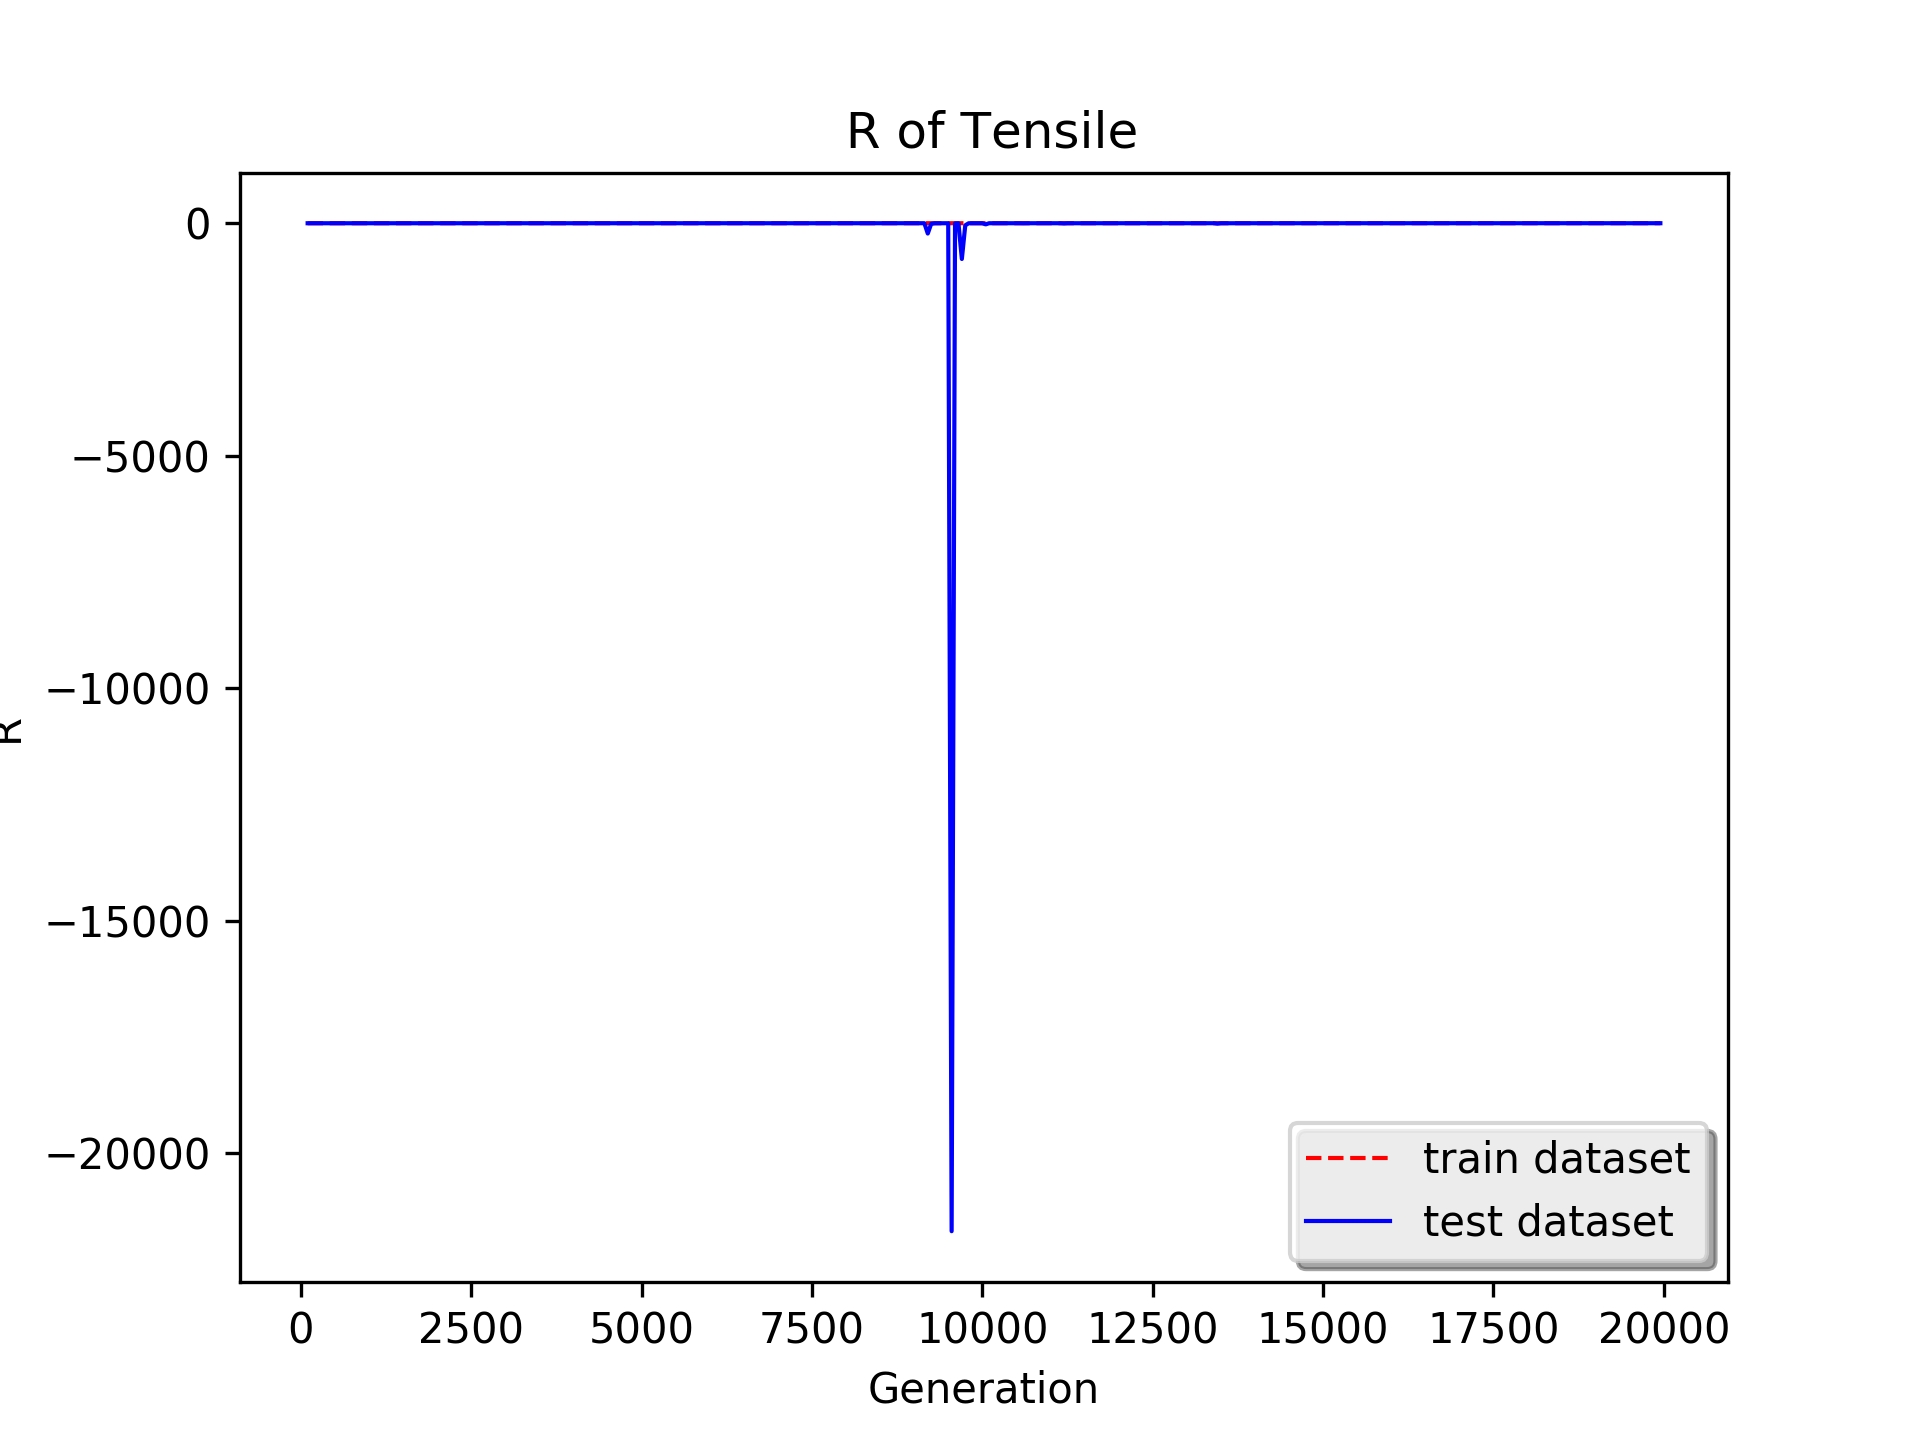 R of Tensile
0
−5000
−10000
−15000
−20000
R
train dataset
test dataset
0 2500 5000 7500 10000 12500 15000 17500 20000
Generation